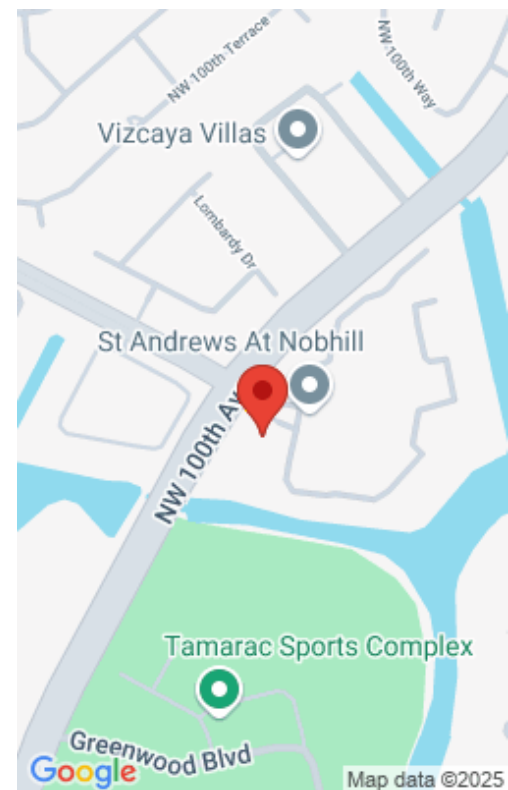 NW 100th Terrace
NW 100th Way
Vizcaya Villas
Lombardy Dr
St Andrews At Nobhill
NW 100th Av
Tamarac Sports Complex
Greenwood Blvd
Google
Map data ©2025